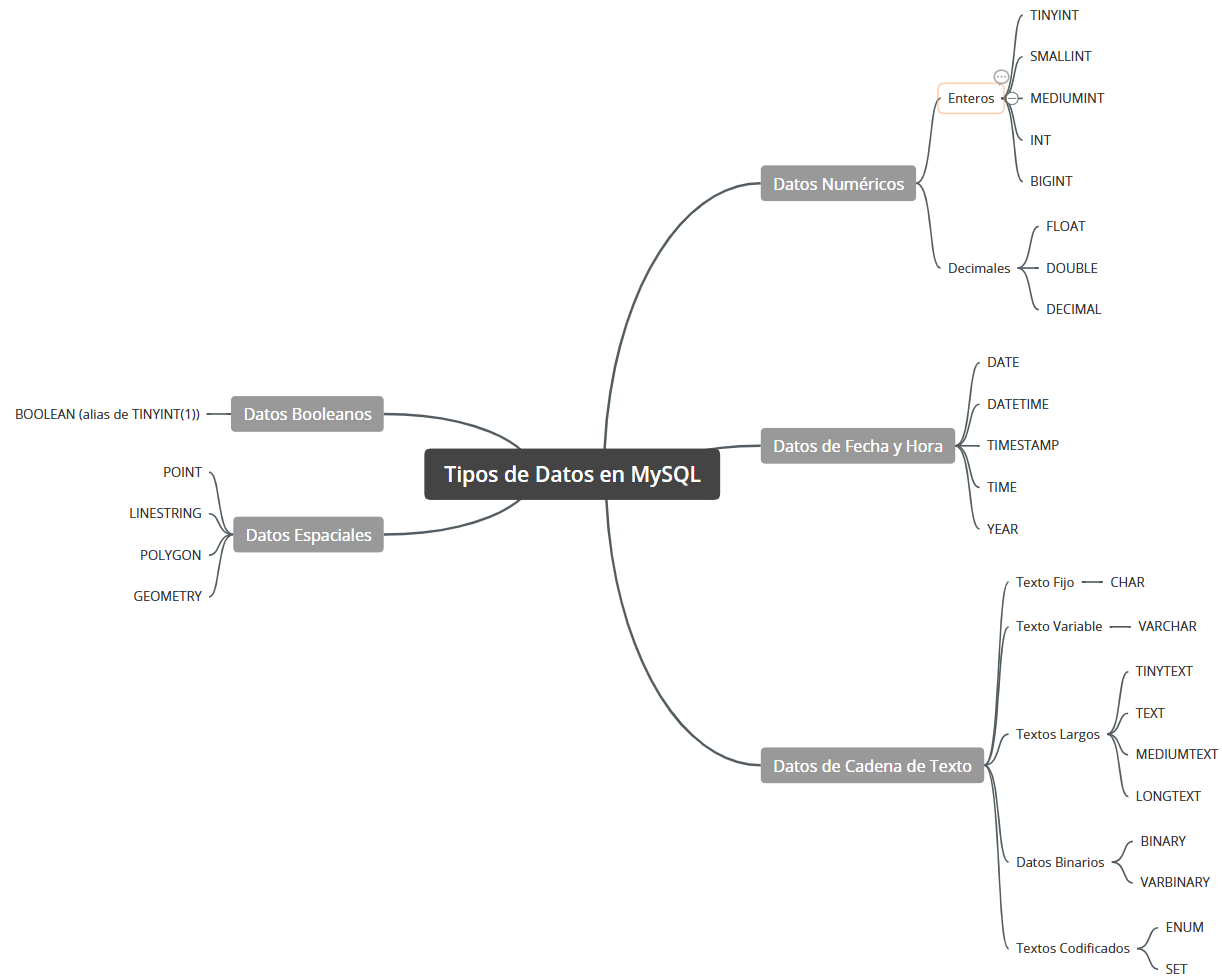 Tipos de Datos en MySQL
Datos Numéricos
Enteros
TINYINT
SMALLINT
MEDIUMINT
INT
BIGINT
Decimales
FLOAT
DOUBLE
DECIMAL
Datos de Fecha y Hora
DATE
DATETIME
TIMESTAMP
TIME
YEAR
Datos de Cadena de Texto
Texto Fijo
CHAR
Texto Variable
VARCHAR
Textos Largos
TINYTEXT
TEXT
MEDIUMTEXT
LONGTEXT
Datos Binarios
BINARY
VARBINARY
Textos Codificados
ENUM
SET
Datos Booleanos
BOOLEAN (alias de TINYINT(1))
Datos Espaciales
POINT
LINESTRING
POLYGON
GEOMETRY